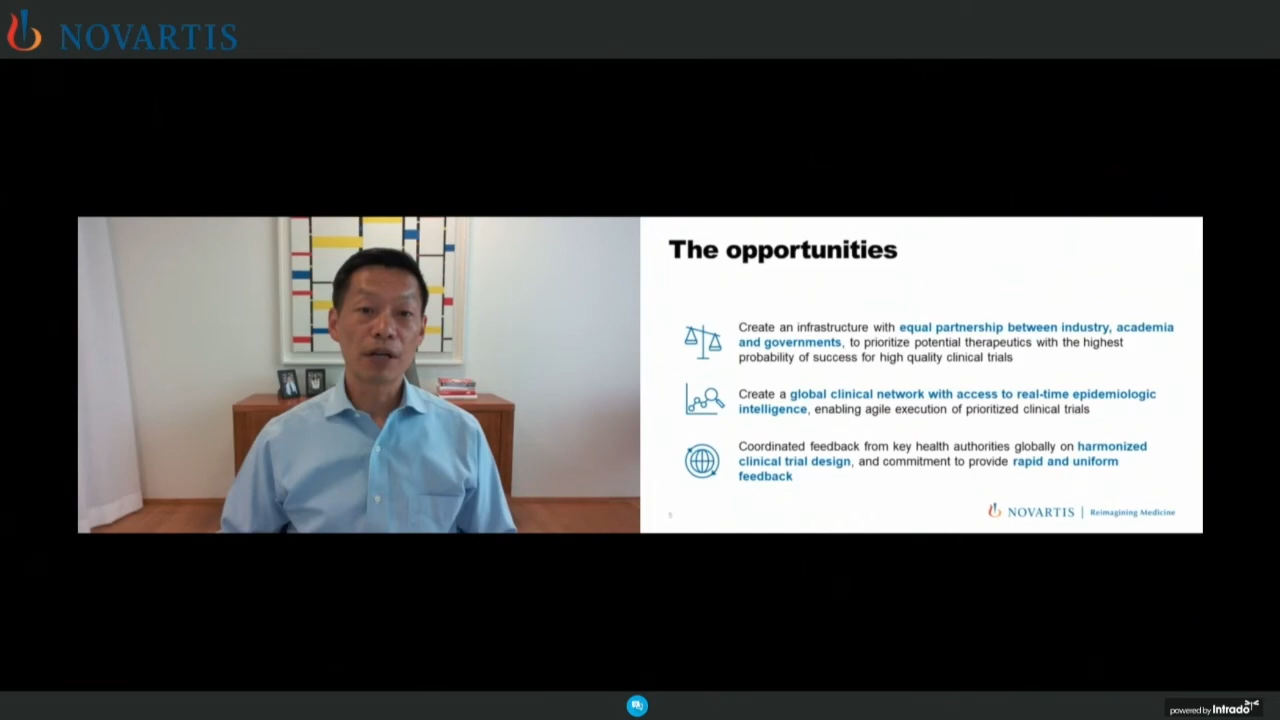 NOVARTIS
The opportunities
Create an infrastructure with equal partnership between industry, academia
and governments, to prioritize potential therapeutics with the highest
probability of success for high quality clinical trials
Create a global clinical network with access to real-time epidemiologic
intelligence, enabling agile execution of prioritized clinical trials
Coordinated feedback from key health authorities globally on harmonized
clinical trial design, and commitment to provide rapid and uniform
feedback
NOVARTIS | Reimagining Medicine
powered by Intrado